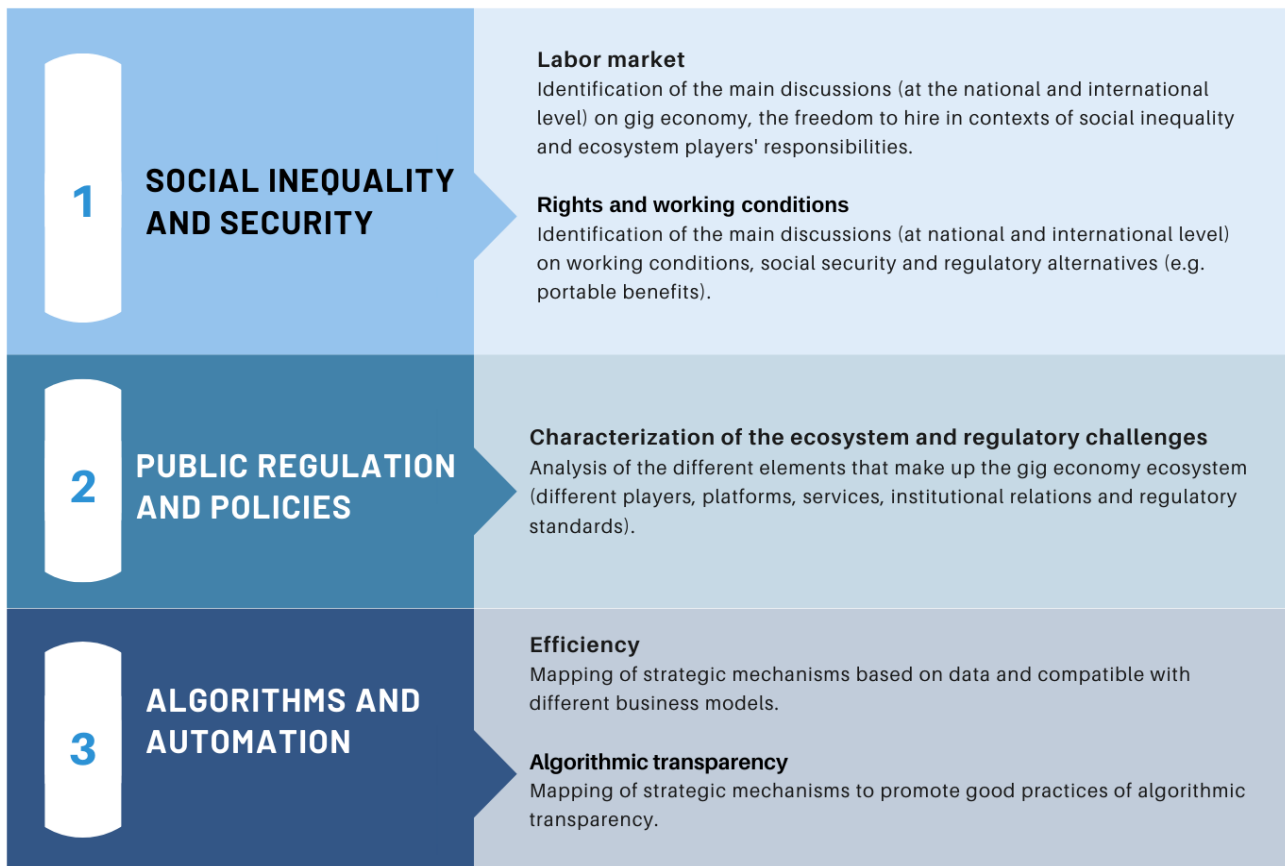 1
SOCIAL INEQUALITY
AND SECURITY
Labor market
Identification of the main discussions (at the national and international
level) on gig economy, the freedom to hire in contexts of social inequality
and ecosystem players' responsibilities.
Rights and working conditions
Identification of the main discussions (at national and international level)
on working conditions, social security and regulatory alternatives (e.g.
portable benefits).
2
PUBLIC REGULATION
AND POLICIES
Characterization of the ecosystem and regulatory challenges
Analysis of the different elements that make up the gig economy ecosystem
(different players, platforms, services, institutional relations and regulatory
standards).
3
ALGORITHMS AND
AUTOMATION
Efficiency
Mapping of strategic mechanisms based on data and compatible with
different business models.
Algorithmic transparency
Mapping of strategic mechanisms to promote good practices of algorithmic
transparency.